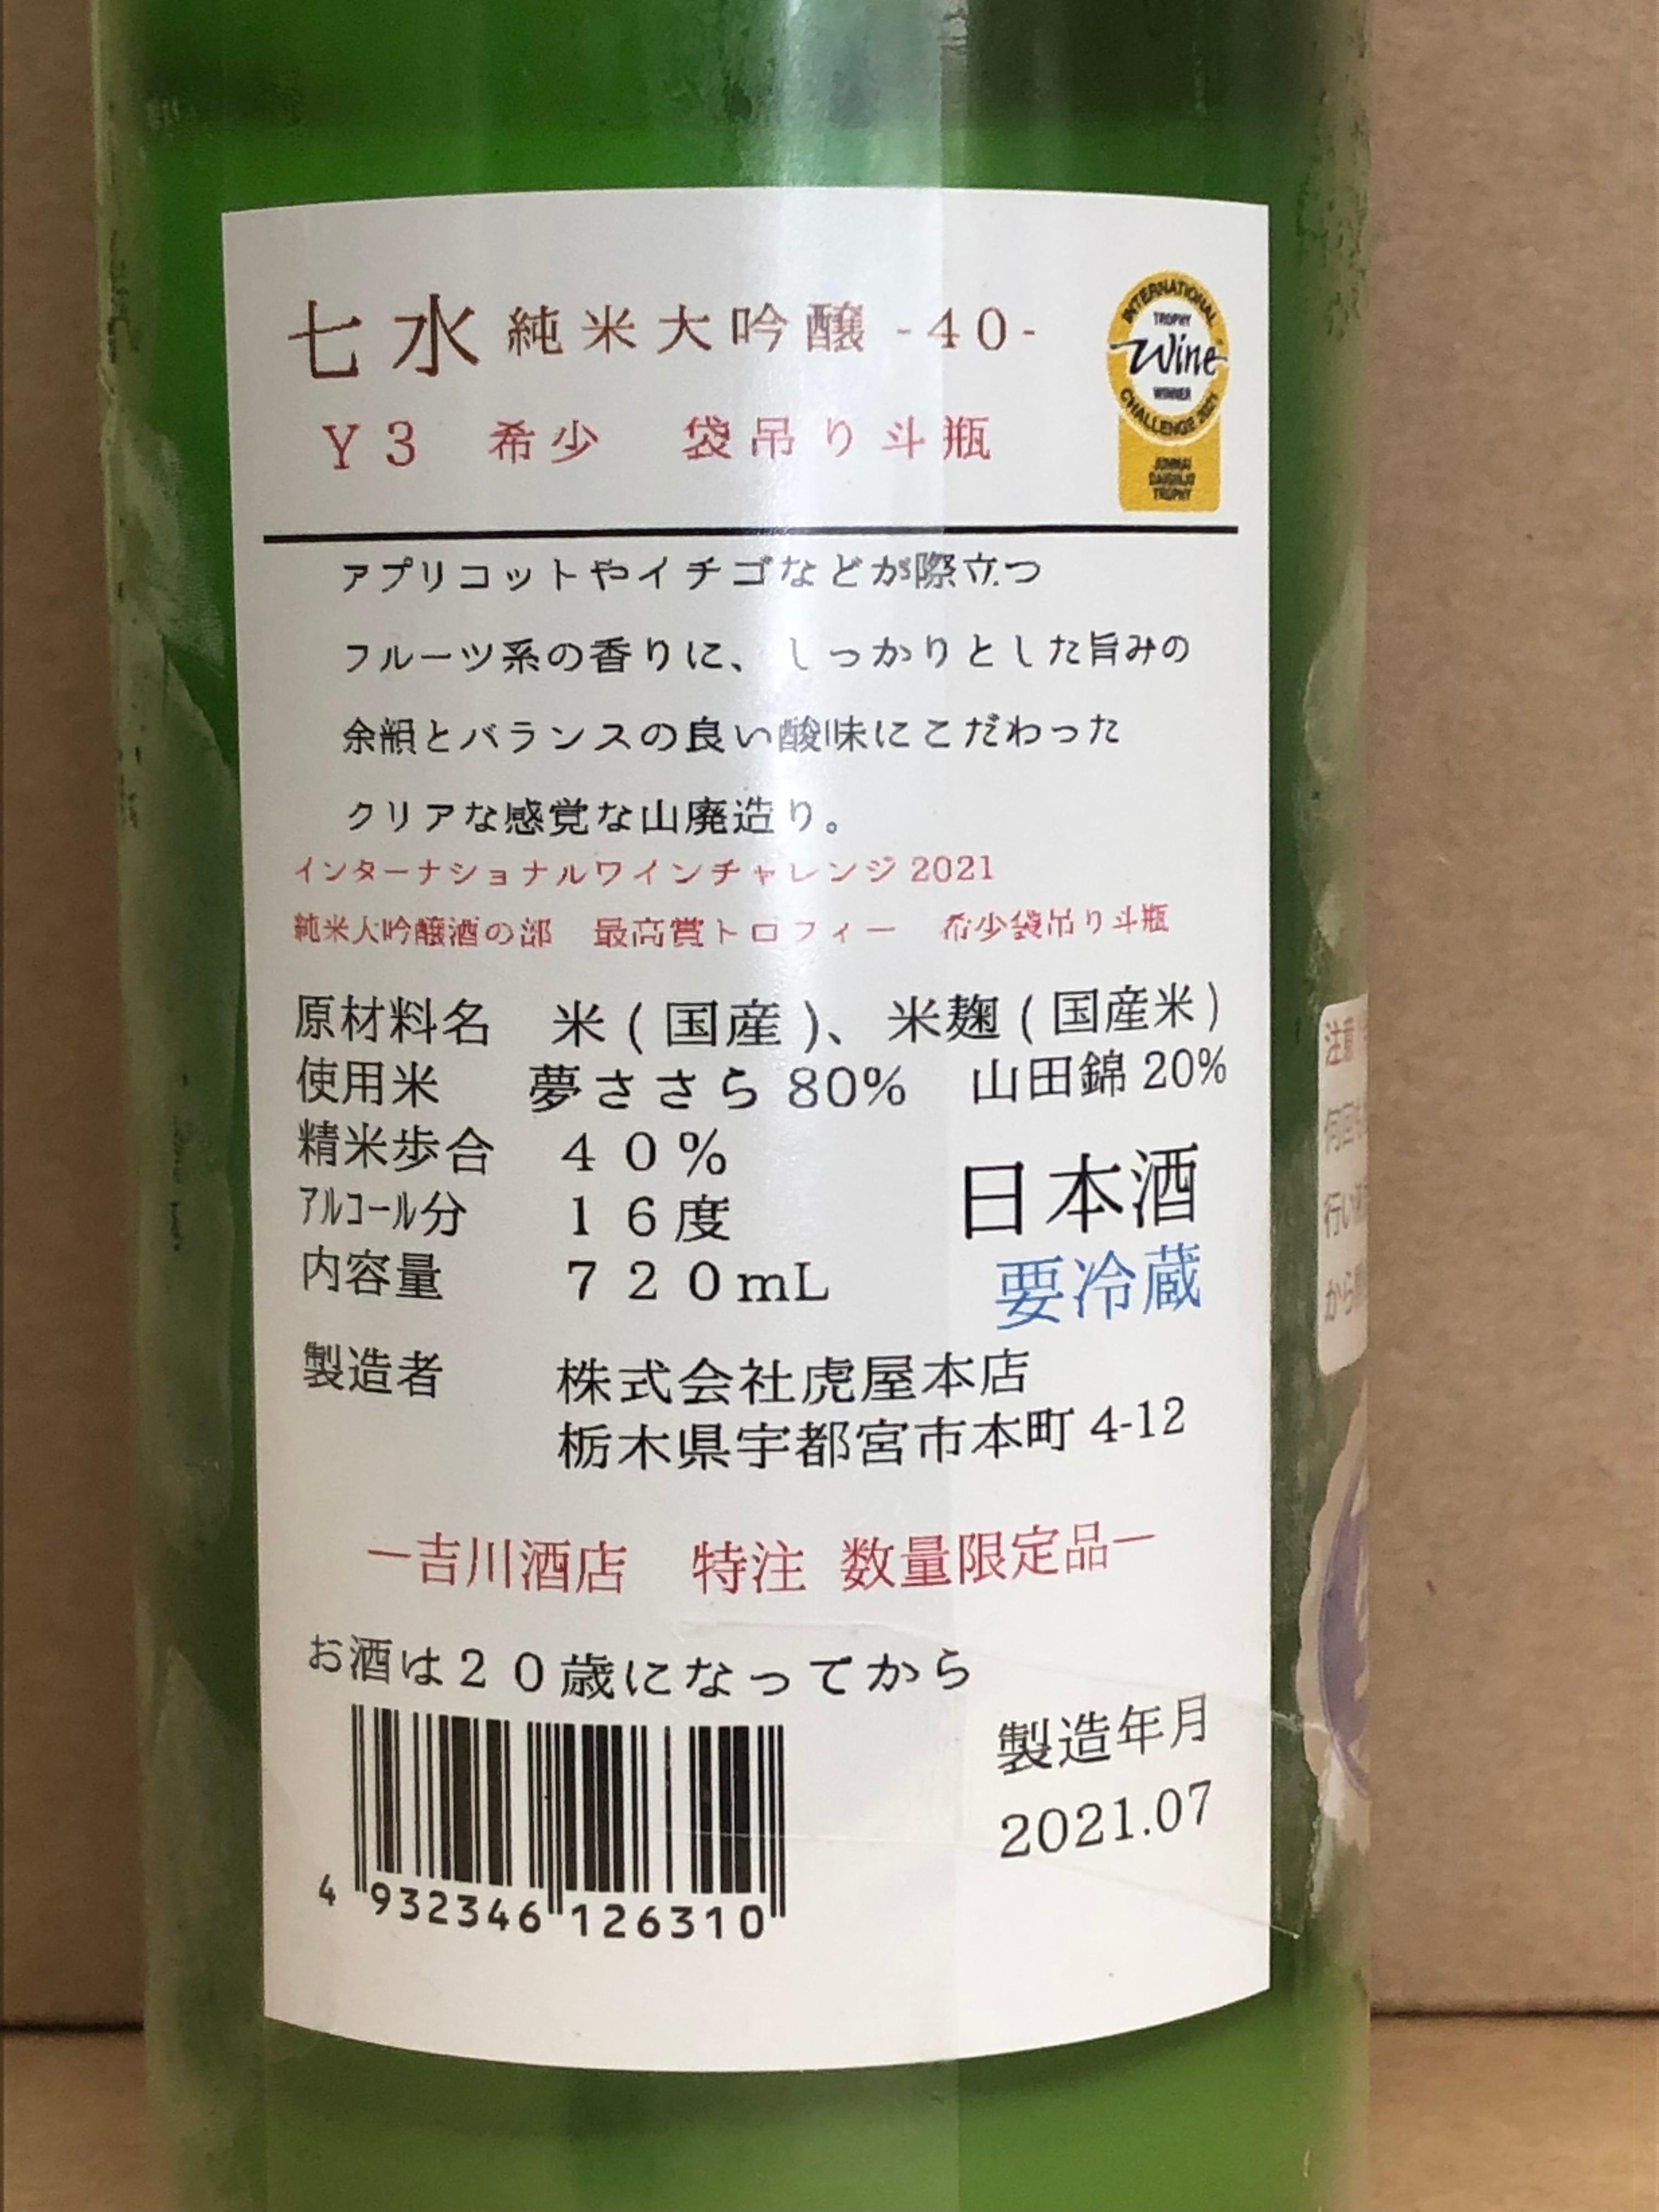 七水 純米大吟醸 -40-
Y3 希少 袋吊り斗瓶
INTERNATIONAL
TROPHY
Wine
WINNER
CHALLENGE 2021
JUNMAI
DAIGINJO
TROPHY
アプリコットやイチゴなどが際立つ
フルーツ系の香りに、しっかりとした旨みの
余韻とバランスの良い酸味にこだわった
クリアな感覚な山廃造り。
インターナショナルワインチャレンジ 2021
純米大吟醸酒の部 最高賞トロフィー 希少袋吊り斗瓶
原材料名 米(国産)、米麹(国産米)
使用米 夢ささら 80% 山田錦 20%
精米歩合 40%
アルコール分 16度
日本酒
内容量 720mL
要冷蔵
製造者 株式会社虎屋本店
栃木県宇都宮市本町 4-12
―吉川酒店 特注 数量限定品―
お酒は20歳になってから
製造年月
2021.07
4 932346 126310
注意
何回も
行い
から